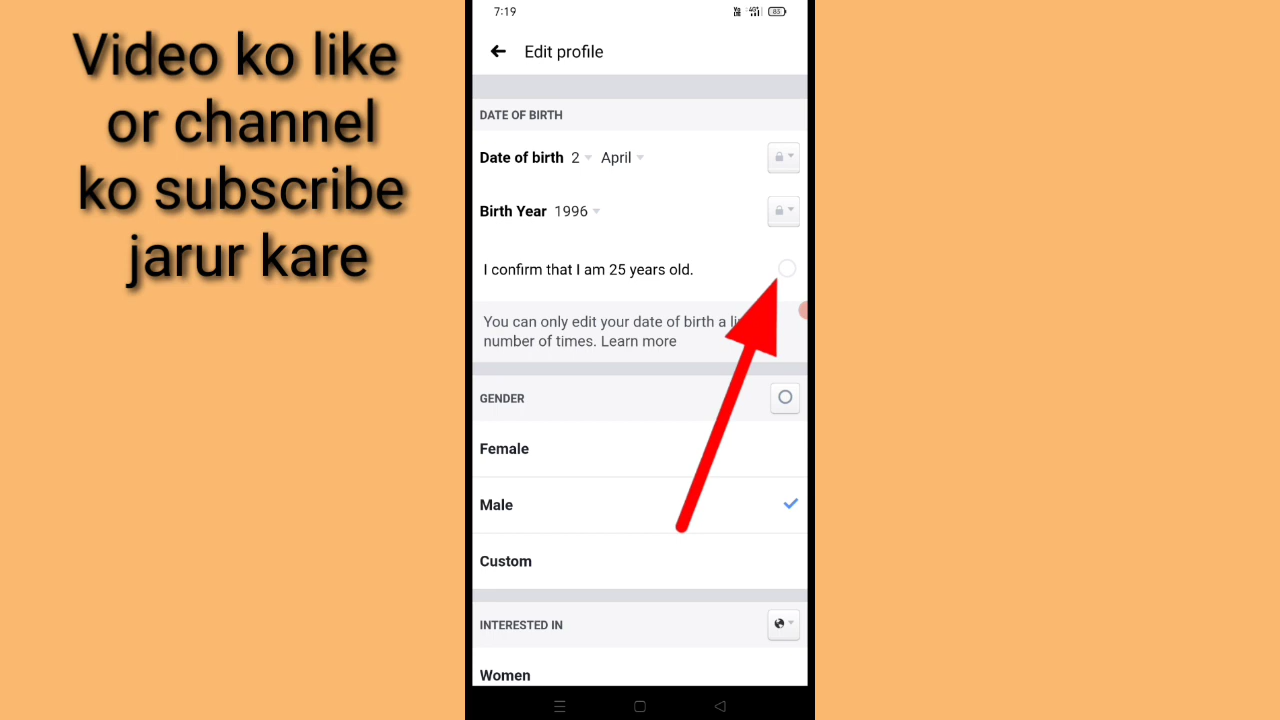 Video ko like
or channel
ko subscribe
jarur kare
7:19
85
Edit profile
DATE OF BIRTH
Date of birth 2 April
Birth Year 1996
I confirm that I am 25 years old.
You can only edit your date of birth a
number of times. Learn more
GENDER
Female
Male
Custom
INTERESTED IN
Women